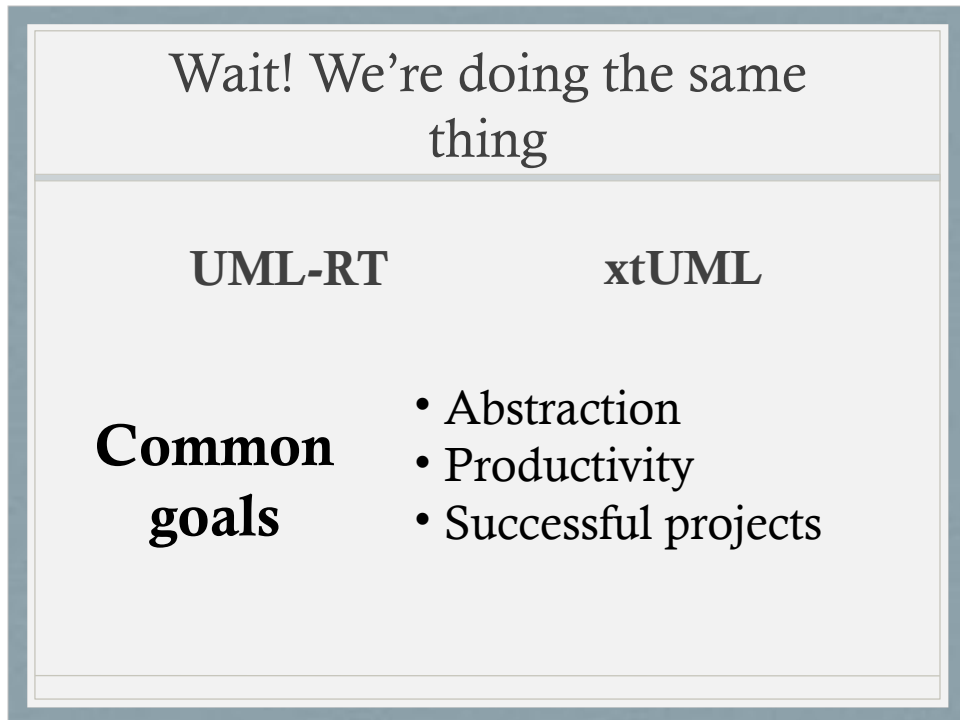 Wait! We’re doing the same
thing
UML-RT
xtUML
Common
goals
• Abstraction
• Productivity
• Successful projects